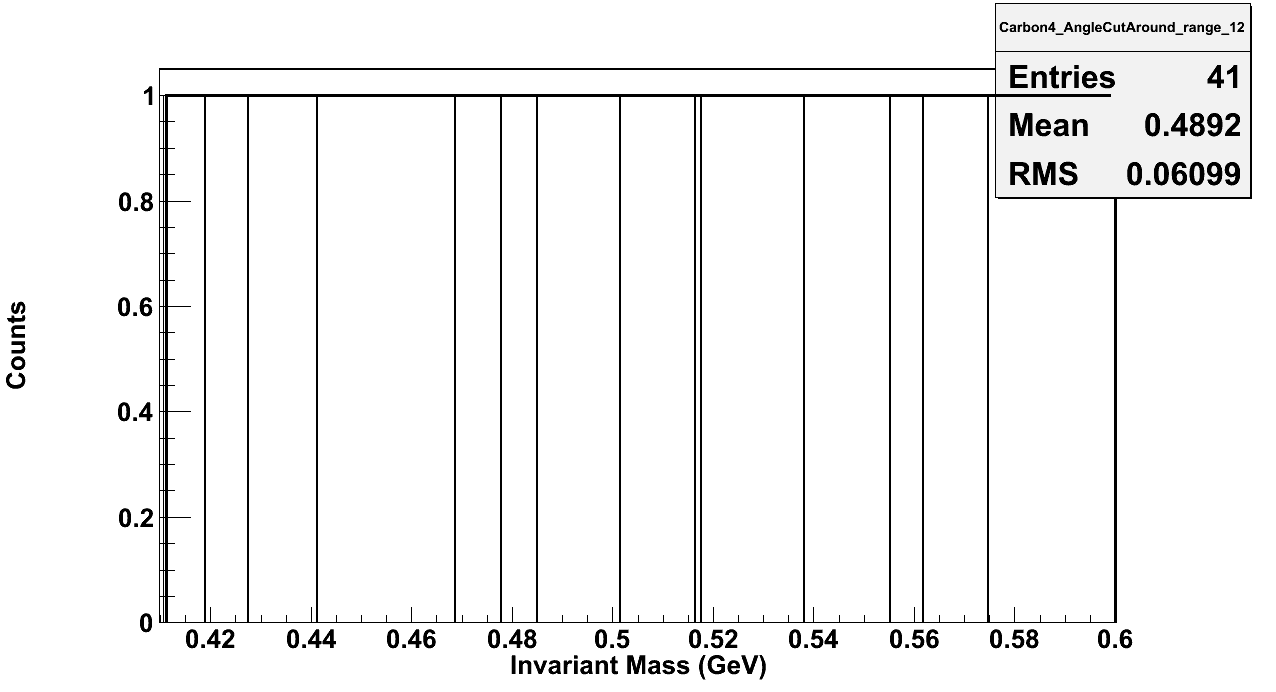 Carbon4_AngleCutAround_range_12
Entries 41
Mean 0.4892
RMS 0.06099
1
0.8
0.6
0.4
0.2
0
Counts
0.42 0.44 0.46 0.48 0.5 0.52 0.54 0.56 0.58 0.6
Invariant Mass (GeV)